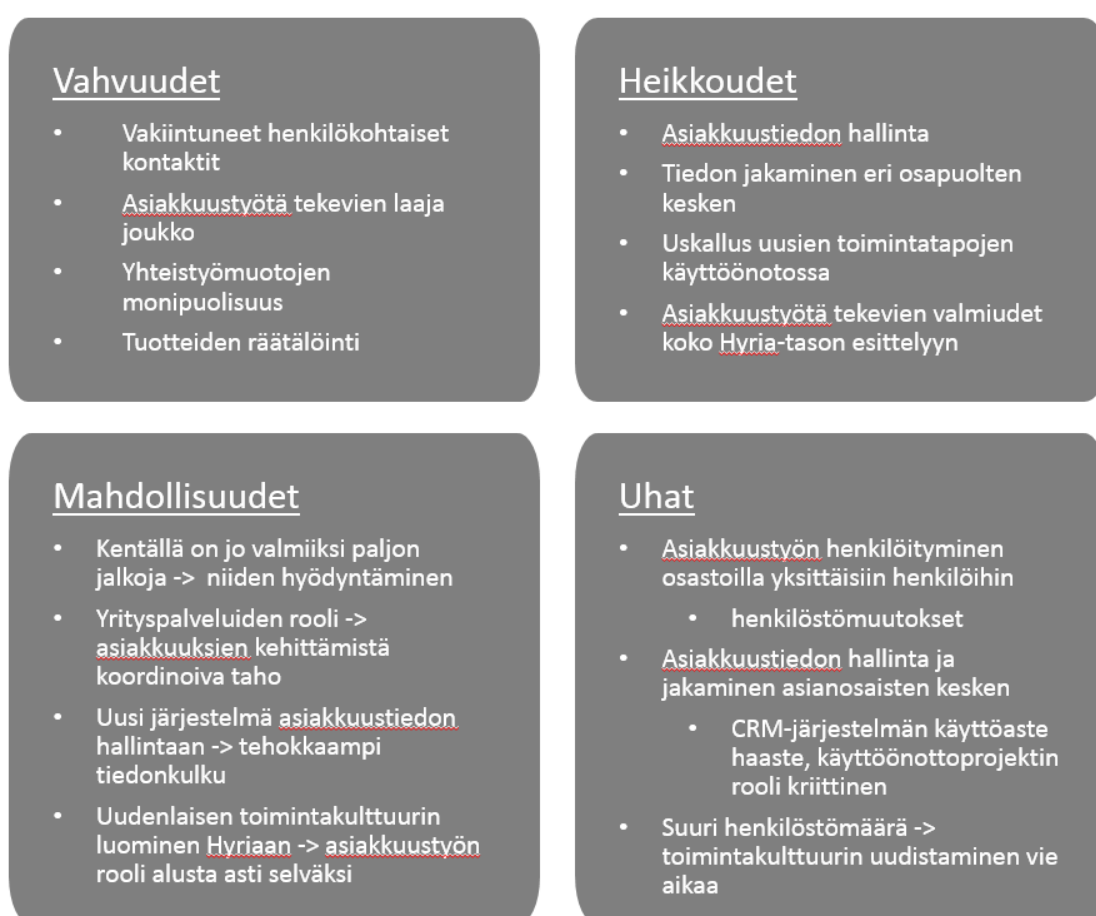 Vahvuudet
• Vakiintuneet henkilökohtaiset
kontaktit
• Asiakkuustyötä tekevien laaja
joukko
• Yhteistyömuotojen
monipuolisuus
• Tuotteiden räätälöinti
Heikkoudet
• Asiakkuustiedon hallinta
• Tiedon jakaminen eri osapuolten
kesken
• Uskallus uusien toimintatapojen
käyttöönotossa
• Asiakkuustyötä tekevien valmiudet
koko Hyria-tason esittelyyn
Mahdollisuudet
• Kentällä on jo valmiiksi paljon
jalkoja -> niiden hyödyntäminen
• Yrityspalveluiden rooli ->
asiakkuuksien kehittämistä
koordinoiva taho
• Uusi järjestelmä asiakkuustiedon
hallintaan -> tehokkaampi
tiedonkulku
• Uudenlaisen toimintakulttuurin
luominen Hyriaan -> asiakkuustyön
rooli alusta asti selväksi
Uhat
• Asiakkuustyön henkilöityminen
osastoilla yksittäisiin henkilöihin
• henkilöstömuutokset
• Asiakkuustiedon hallinta ja
jakaminen asianosaisten kesken
• CRM-järjestelmän käyttöaste
haaste, käyttöönottoprojektin
rooli kriittinen
• Suuri henkilöstömäärä ->
toimintakulttuurin uudistaminen vie
aikaa